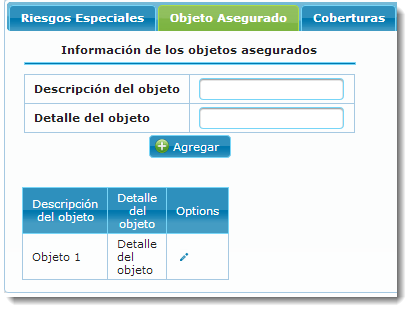 Riesgos Especiales Objeto Asegurado Coberturas
Información de los objetos asegurados
Descripción del objeto
Detalle del objeto
Agregar
Descripción del objeto Detalle del objeto Options
Objeto 1 Detalle del objeto